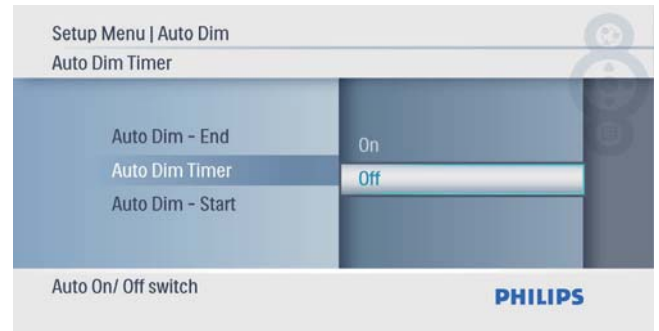 Setup Menu | Auto Dim
Auto Dim Timer
Auto Dim - End
Auto Dim Timer
Auto Dim - Start
On
Off
Auto On/ Off switch
PHILIPS